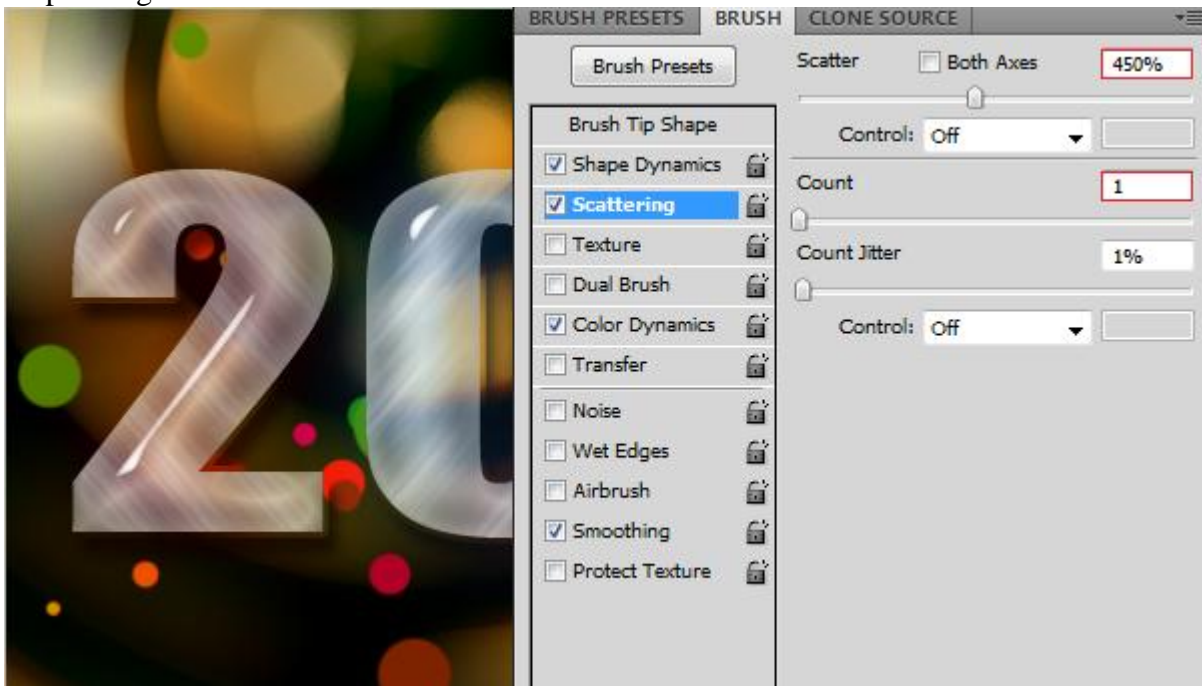 BRUSH PRESETS BRUSH CLONE SOURCE
Brush Presets
Scatter Both Axes 450%
Control: Off
Count 1
Count Jitter 1%
Control: Off
Brush Tip Shape
Shape Dynamics
Scattering
Texture
Dual Brush
Color Dynamics
Transfer
Noise
Wet Edges
Airbrush
Smoothing
Protect Texture
20